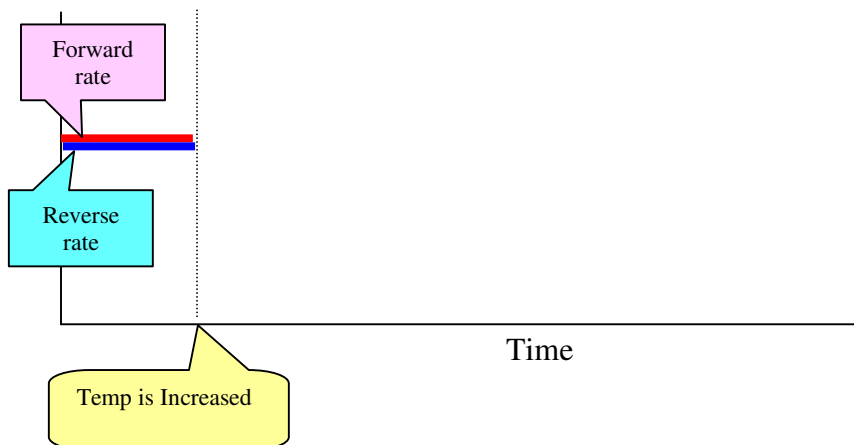 Forward
rate
Reverse
rate
Time
Temp is Increased